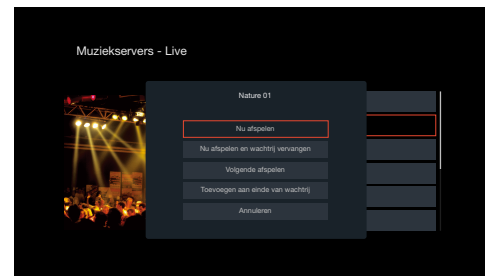 Muziekservers - Live
Nature 01
Nu afspelen
Nu afspelen en wachtrij vervangen
Volgende afspelen
Toevoegen aan einde van wachtrij
Annuleren